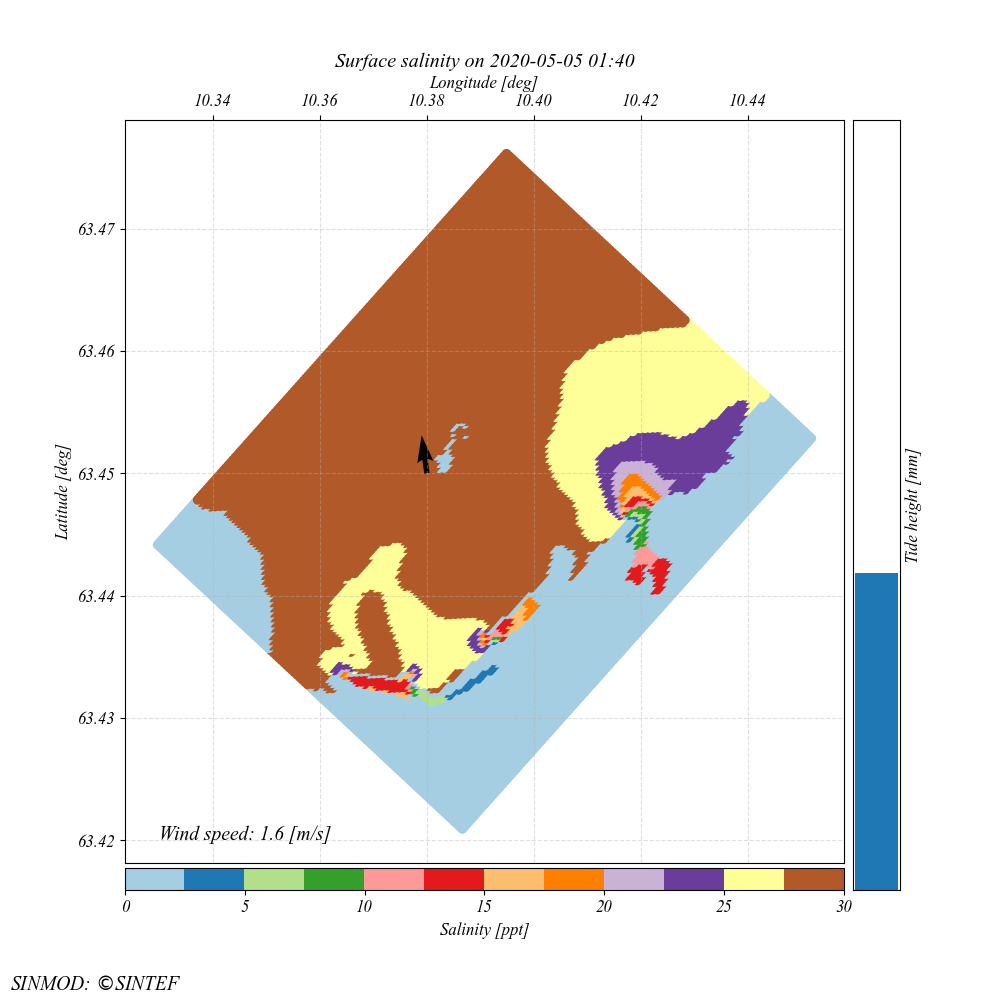 Surface salinity on 2020-05-05 01:40
Longitude [deg]
10.34 10.36 10.38 10.40 10.42 10.44
63.47
63.46
63.45
63.44
63.43
63.42
Latitude [deg]
Tide height [mm]
Wind speed: 1.6 [m/s]
0 5 10 15 20 25 30
Salinity [ppt]
SINMOD: ©SINTEF